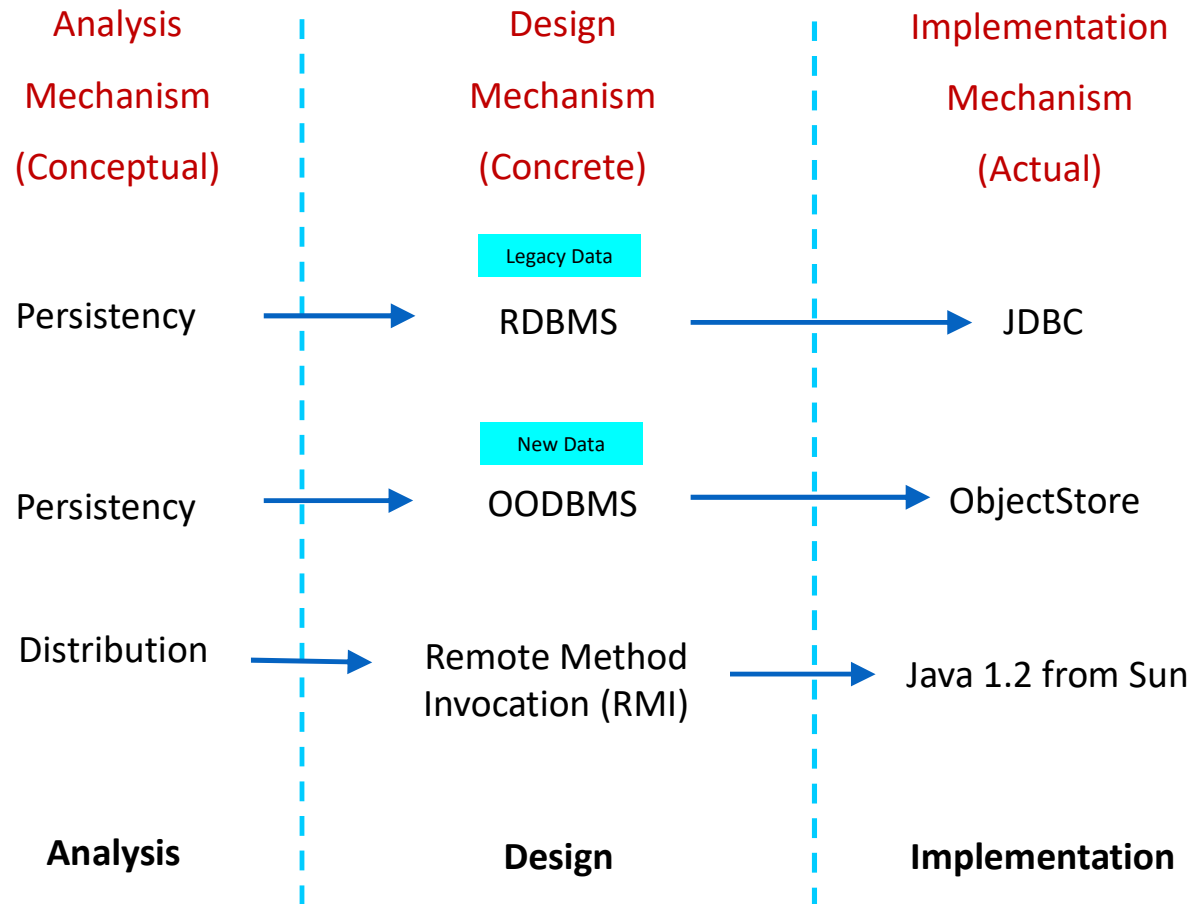 Analysis
Mechanism
(Conceptual)
Design
Mechanism
(Concrete)
Implementation
Mechanism
(Actual)
Legacy Data
Persistency
RDBMS
JDBC
New Data
Persistency
OODBMS
ObjectStore
Distribution
Remote Method
Invocation (RMI)
Java 1.2 from Sun
Analysis
Design
Implementation